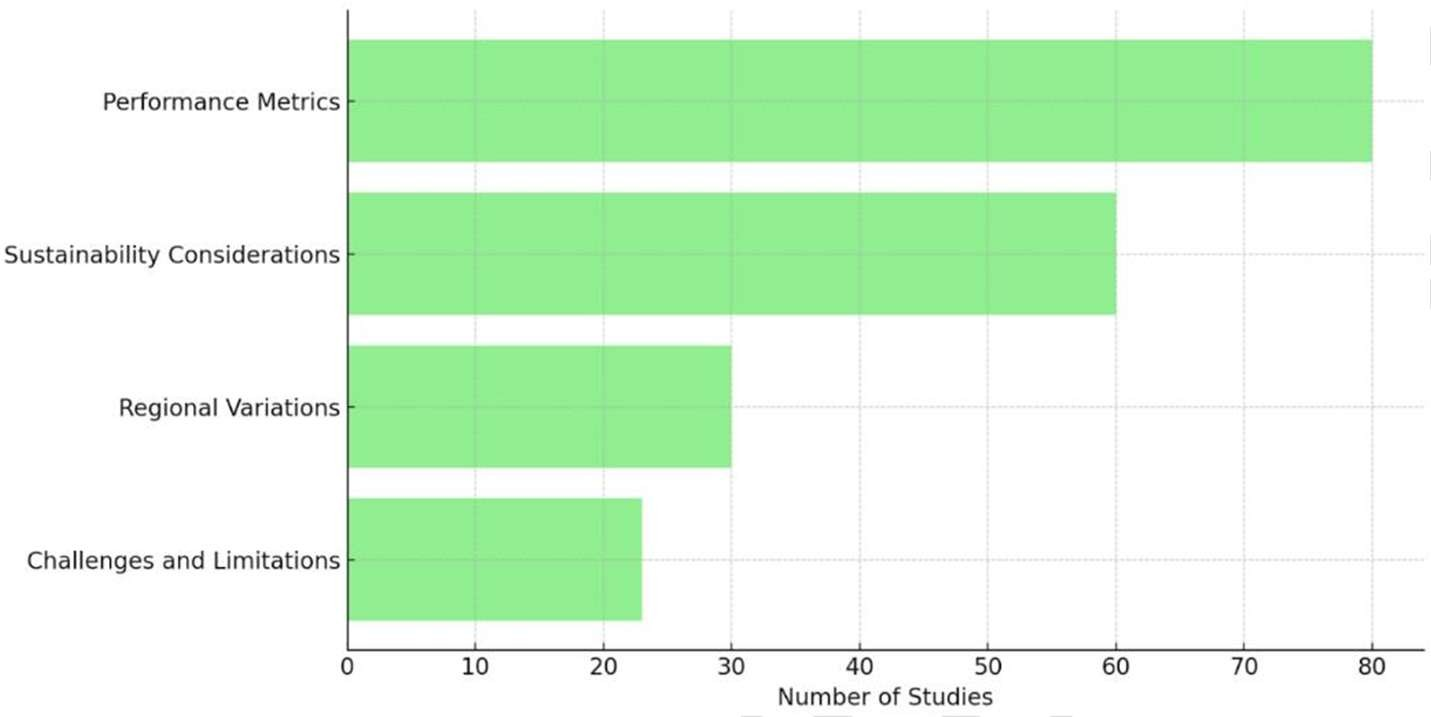 Performance Metrics
Sustainability Considerations
Regional Variations
Challenges and Limitations
0 10 20 30 40 50 60 70 80
Number of Studies